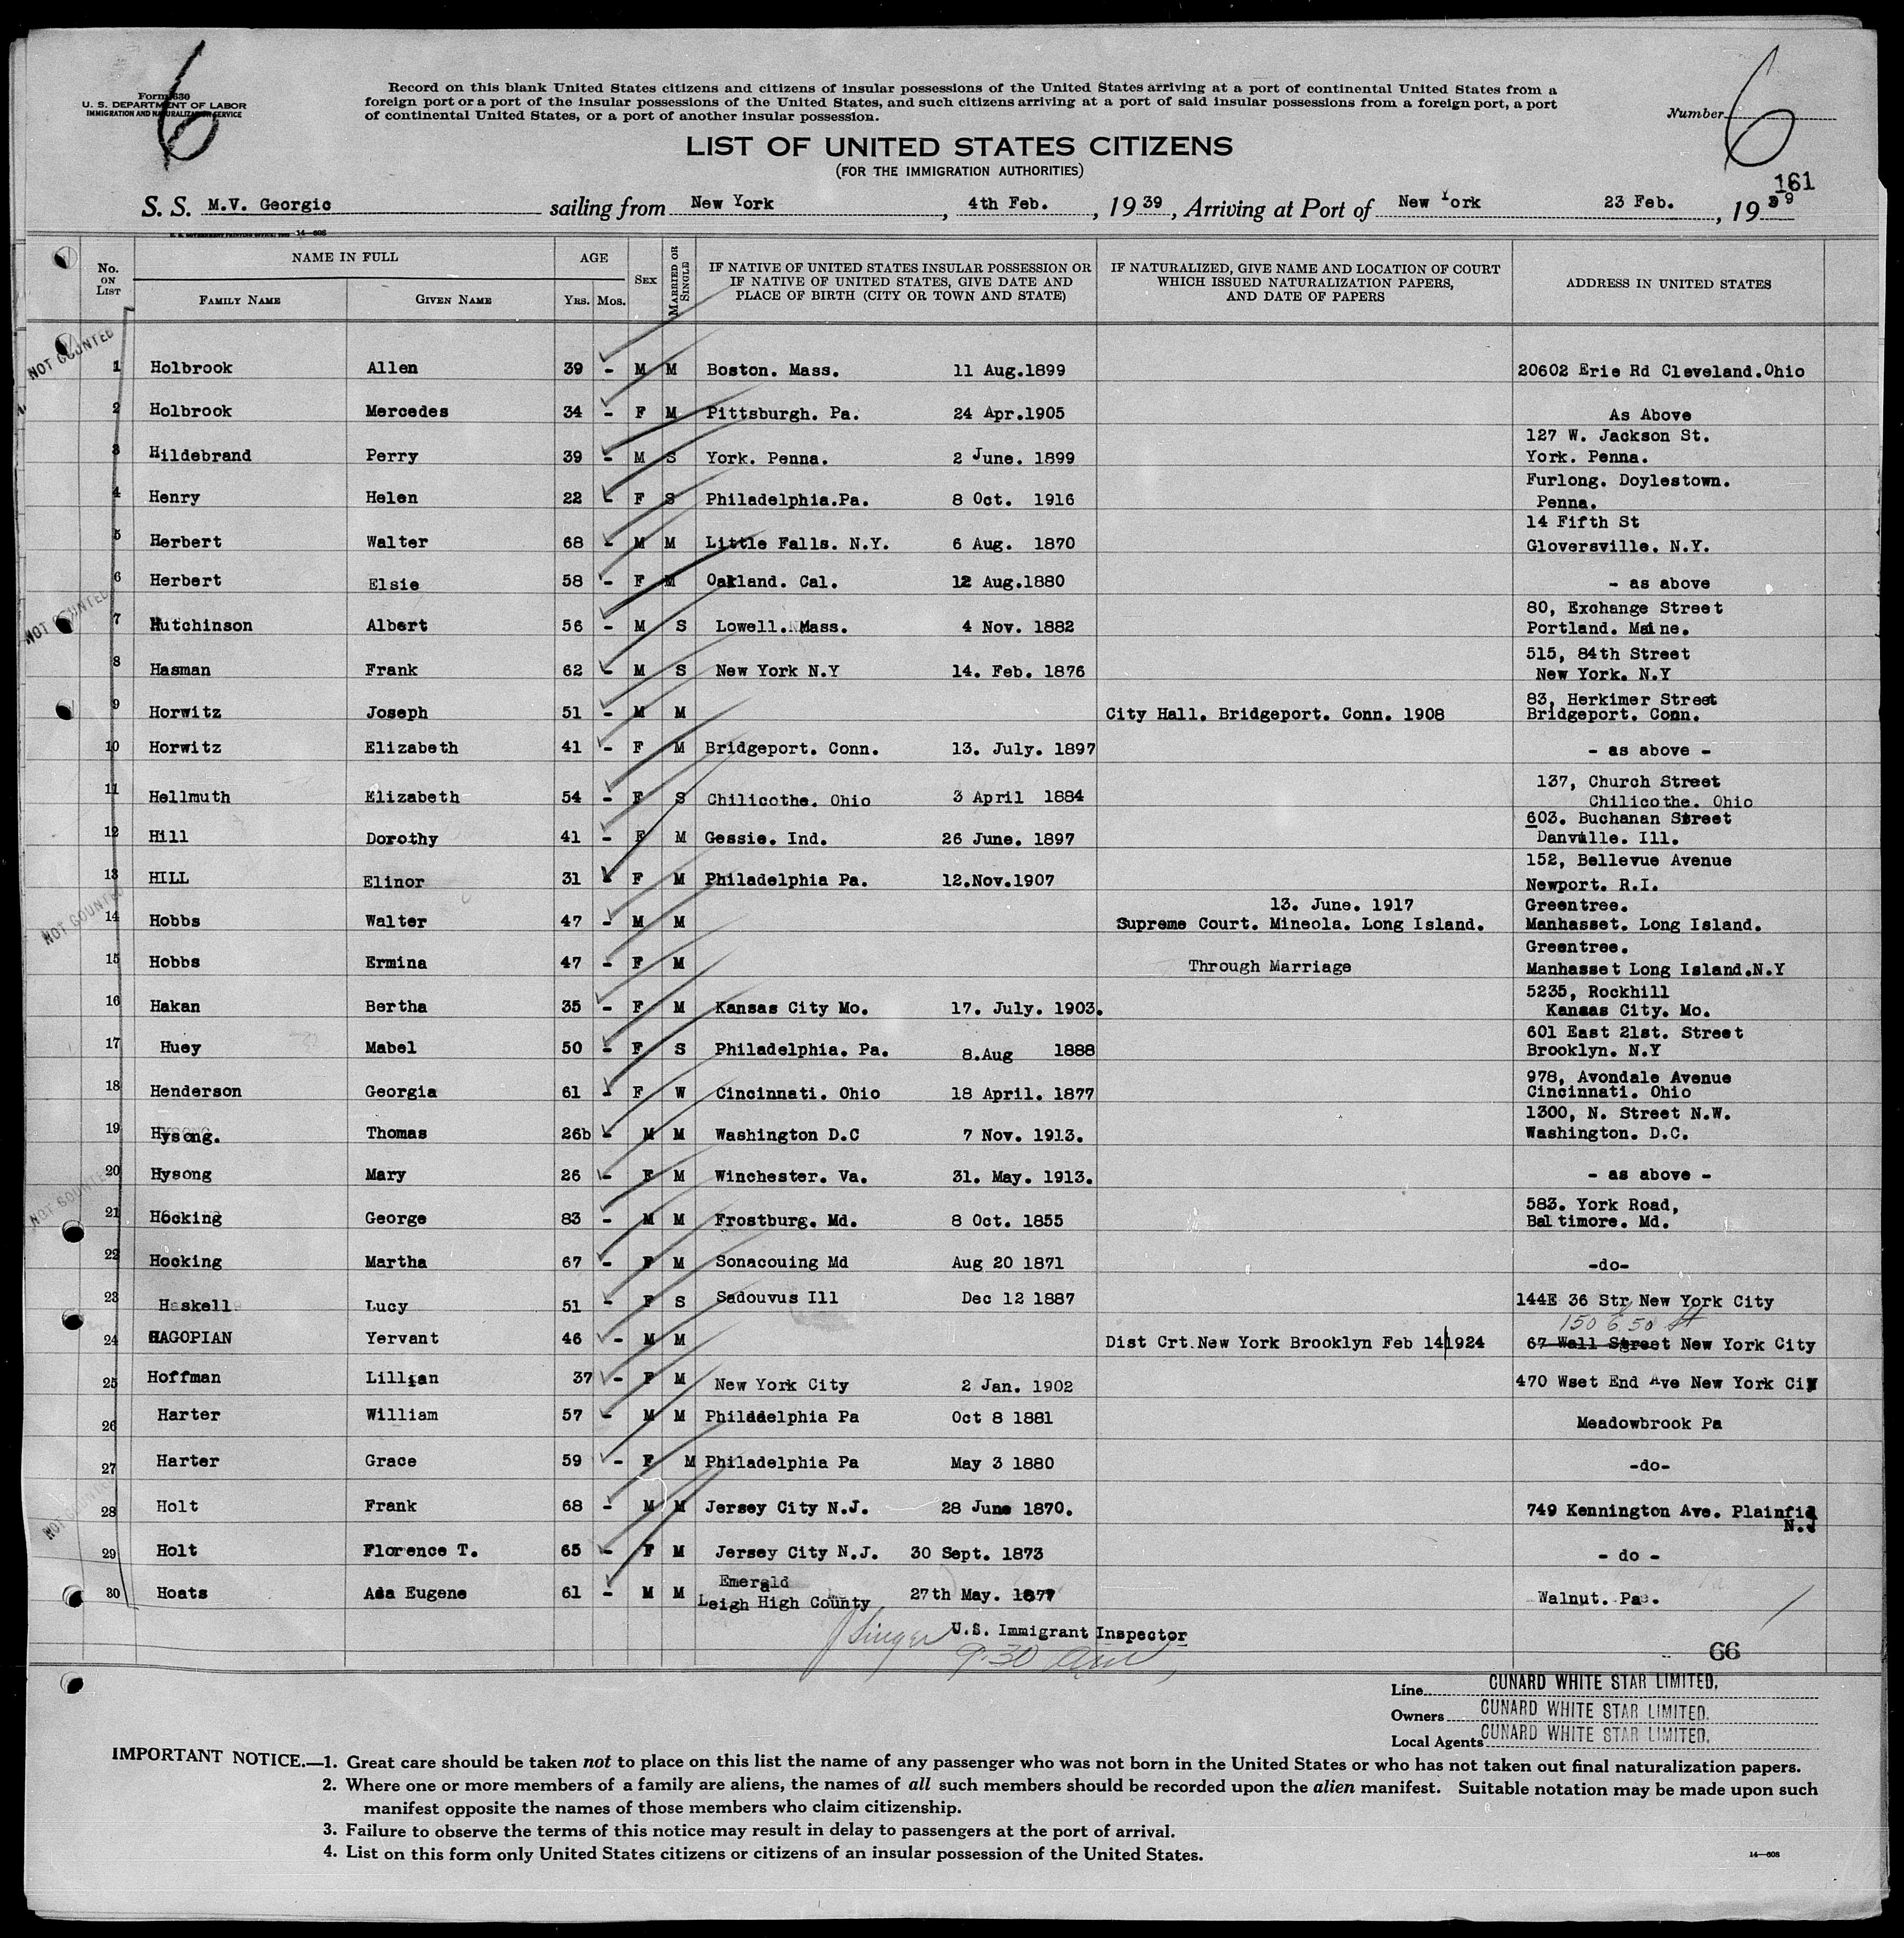 6
Form 630
U. S. DEPARTMENT OF LABOR
IMMIGRATION AND NATURALIZATION SERVICE
Record on this blank United States citizens and citizens of insular possessions of the United States arriving at a port of continental United States from a
foreign port or a port of the insular possessions of the United States, and such citizens arriving at a port of said insular possessions from a foreign port, a port
of continental United States, or a port of another insular possession.
Number 6
LIST OF UNITED STATES CITIZENS
(FOR THE IMMIGRATION AUTHORITIES)
161
S. S. M.V. Georgic sailing from New York, 4th Feb., 1939, Arriving at Port of New York 23 Feb., 1939
14-608
No. ON LIST NAME IN FULL FAMILY NAME GIVEN NAME AGE YRS. MOS. SEX MARRIED OR SINGLE IF NATIVE OF UNITED STATES INSULAR POSSESSION OR IF NATIVE OF UNITED STATES, GIVE DATE AND PLACE OF BIRTH (CITY OR TOWN AND STATE) IF NATURALIZED, GIVE NAME AND LOCATION OF COURT WHICH ISSUED NATURALIZATION PAPERS, AND DATE OF PAPERS ADDRESS IN UNITED STATES
NOT COUNTED
1 Holbrook Allen 39 - M M Boston. Mass. 11 Aug.1899 20602 Erie Rd Cleveland.Ohio
2 Holbrook Mercedes 34 - F M Pittsburgh. Pa. 24 Apr.1905 As Above
3 Hildebrand Perry 39 - M S York. Penna. 2 June. 1899 127 W. Jackson St.
York. Penna.
4 Henry Helen 22 - F S Philadelphia.Pa. 8 Oct. 1916 Furlong. Doylestown.
Penna.
5 Herbert Walter 68 - M M Little Falls. N.Y. 6 Aug. 1870 14 Fifth St
Gloversville. N.Y.
6 Herbert Elsie 58 - F M Oakland. Cal. 12 Aug.1880 - as above
NOT COUNTED
7 Hutchinson Albert 56 - M S Lowell. Mass. 4 Nov. 1882 80, Exchange Street
Portland. Maine.
8 Hasman Frank 62 - M S New York N.Y 14. Feb. 1876 515, 84th Street
New York. N.Y
9 Horwitz Joseph 51 - M M City Hall. Bridgeport. Conn. 1908 83, Herkimer Street
Bridgeport. Conn.
10 Horwitz Elizabeth 41 - F M Bridgeport. Conn. 13. July. 1897 - as above -
11 Hellmuth Elizabeth 54 - F S Chilicothe. Ohio 3 April 1884 137, Church Street
Chilicothe. Ohio
12 Hill Dorothy 41 - F M Gessie. Ind. 26 June. 1897 603. Buchanan Street
Danville. Ill.
13 HILL Elinor 31 - F M Philadelphia Pa. 12.Nov.1907 152, Bellevue Avenue
Newport. R.I.
NOT COUNTED
14 Hobbs Walter 47 - M M 13. June. 1917
Supreme Court. Mineola. Long Island. Greentree.
Manhasset. Long Island.
15 Hobbs Ermina 47 - F M Through Marriage Greentree.
Manhasset Long Island.N.Y
16 Hakan Bertha 35 - F M Kansas City Mo. 17. July. 1903. 5235, Rockhill
Kansas City. Mo.
17 Huey Mabel 50 - F S Philadelphia. Pa. 8.Aug 1888 601 East 21st. Street
Brooklyn. N.Y
18 Henderson Georgia 61 - F W Cincinnati. Ohio 18 April. 1877 978, Avondale Avenue
Cincinnati. Ohio
19 Hysong. Thomas 26b - M M Washington D.C 7 Nov. 1913. 1300, N. Street N.W.
Washington. D.C.
20 Hysong Mary 26 - F M Winchester. Va. 31. May. 1913. - as above -
NOT COUNTED
21 Hocking George 83 - M M Frostburg. Md. 8 Oct. 1855 583. York Road,
Baltimore. Md.
22 Hocking Martha 67 - F M Sonacouing Md Aug 20 1871 -do-
23 Haskell Lucy 51 - F S Sadouvus Ill Dec 12 1887 144E 36 Str New York City
24 HAGOPIAN Yervant 46 - M M Dist Crt.New York Brooklyn Feb 14 1924 150 E 50 St
67 Wall Street New York City
25 Hoffman Lillian 37 - F M New York City 2 Jan. 1902 470 Wset End Ave New York City
26 Harter William 57 - M M Philadelphia Pa Oct 8 1881 Meadowbrook Pa
27 Harter Grace 59 - F M Philadelphia Pa May 3 1880 -do-
NOT COUNTED
28 Holt Frank 68 - M M Jersey City N.J. 28 June 1870. 749 Kennington Ave. Plainfid
N.J
29 Holt Florence T. 65 - F M Jersey City N.J. 30 Sept. 1873 - do -
30 Hoats Asa Eugene 61 - M M Emerald
Leigh High County 27th May. 1877 Walnut. Pa.
Singer U.S. Immigrant Inspector
9:30 am
66
Line CUNARD WHITE STAR LIMITED.
Owners CUNARD WHITE STAR LIMITED.
Local Agents CUNARD WHITE STAR LIMITED.
IMPORTANT NOTICE.—1. Great care should be taken not to place on this list the name of any passenger who was not born in the United States or who has not taken out final naturalization papers.
2. Where one or more members of a family are aliens, the names of all such members should be recorded upon the alien manifest. Suitable notation may be made upon such
manifest opposite the names of those members who claim citizenship.
3. Failure to observe the terms of this notice may result in delay to passengers at the port of arrival.
4. List on this form only United States citizens or citizens of an insular possession of the United States.
14—608